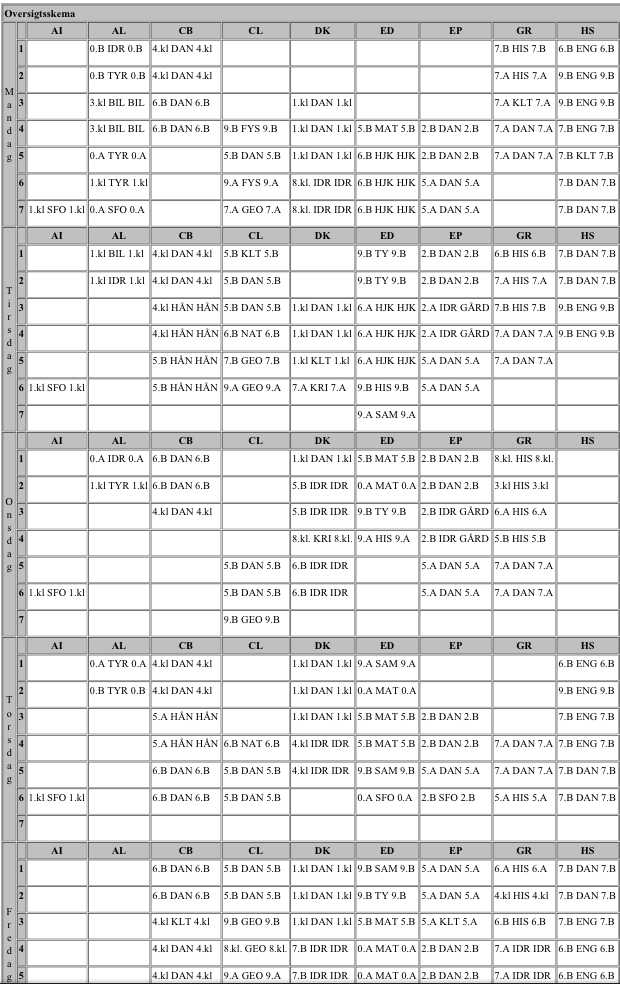 Oversigtsskema
AI AL CB CL DK ED EP GR HS
Mandag
1 0.B IDR 0.B 4.kl DAN 4.kl 7.B HIS 7.B 6.B ENG 6.B
2 0.B TYR 0.B 4.kl DAN 4.kl 7.A HIS 7.A 9.B ENG 9.B
3 3.kl BIL BIL 6.B DAN 6.B 1.kl DAN 1.kl 7.A KLT 7.A 9.B ENG 9.B
4 3.kl BIL BIL 6.B DAN 6.B 9.B FYS 9.B 1.kl DAN 1.kl 5.B MAT 5.B 2.B DAN 2.B 7.A DAN 7.A 7.B ENG 7.B
5 0.A TYR 0.A 5.B DAN 5.B 1.kl DAN 1.kl 6.B HJK HJK 2.B DAN 2.B 7.A DAN 7.A 7.B KLT 7.B
6 1.kl TYR 1.kl 9.A FYS 9.A 8.kl. IDR IDR 6.B HJK HJK 5.A DAN 5.A 7.B DAN 7.B
7 1.kl SFO 1.kl 0.A SFO 0.A 7.A GEO 7.A 8.kl. IDR IDR 6.B HJK HJK 5.A DAN 5.A 7.B DAN 7.B
AI AL CB CL DK ED EP GR HS
Tirsdag
1 1.kl BIL 1.kl 4.kl DAN 4.kl 5.B KLT 5.B 9.B TY 9.B 2.B DAN 2.B 6.B HIS 6.B 7.B DAN 7.B
2 1.kl IDR 1.kl 4.kl DAN 4.kl 5.B DAN 5.B 9.B TY 9.B 2.B DAN 2.B 7.A HIS 7.A 7.B DAN 7.B
3 4.kl HÅN HÅN 5.B DAN 5.B 1.kl DAN 1.kl 6.A HJK HJK 2.A IDR GÅRD 7.B HIS 7.B 9.B ENG 9.B
4 4.kl HÅN HÅN 6.B NAT 6.B 1.kl DAN 1.kl 6.A HJK HJK 2.A IDR GÅRD 7.A DAN 7.A 9.B ENG 9.B
5 5.B HÅN HÅN 7.B GEO 7.B 1.kl KLT 1.kl 6.A HJK HJK 5.A DAN 5.A 7.A DAN 7.A
6 1.kl SFO 1.kl 5.B HÅN HÅN 9.A GEO 9.A 7.A KRI 7.A 9.B HIS 9.B 5.A DAN 5.A
7 9.A SAM 9.A
AI AL CB CL DK ED EP GR HS
Onsdag
1 0.A IDR 0.A 6.B DAN 6.B 1.kl DAN 1.kl 5.B MAT 5.B 2.B DAN 2.B 8.kl. HIS 8.kl.
2 1.kl TYR 1.kl 6.B DAN 6.B 5.B IDR IDR 0.A MAT 0.A 2.B DAN 2.B 3.kl HIS 3.kl
3 4.kl DAN 4.kl 5.B IDR IDR 9.B TY 9.B 2.B IDR GÅRD 6.A HIS 6.A
4 8.kl. KRI 8.kl. 9.A HIS 9.A 2.B IDR GÅRD 5.B HIS 5.B
5 5.B DAN 5.B 6.B IDR IDR 5.A DAN 5.A 7.A DAN 7.A
6 1.kl SFO 1.kl 5.B DAN 5.B 6.B IDR IDR 5.A DAN 5.A 7.A DAN 7.A
7 9.B GEO 9.B
AI AL CB CL DK ED EP GR HS
Torsdag
1 0.A TYR 0.A 4.kl DAN 4.kl 1.kl DAN 1.kl 9.A SAM 9.A 6.B ENG 6.B
2 0.B TYR 0.B 4.kl DAN 4.kl 1.kl DAN 1.kl 0.A MAT 0.A 9.B ENG 9.B
3 5.A HÅN HÅN 1.kl DAN 1.kl 5.B MAT 5.B 2.B DAN 2.B 7.B ENG 7.B
4 5.A HÅN HÅN 6.B NAT 6.B 4.kl IDR IDR 5.B MAT 5.B 2.B DAN 2.B 7.A DAN 7.A 7.B ENG 7.B
5 6.B DAN 6.B 5.B DAN 5.B 4.kl IDR IDR 9.B SAM 9.B 5.A DAN 5.A 7.A DAN 7.A 7.B DAN 7.B
6 1.kl SFO 1.kl 6.B DAN 6.B 5.B DAN 5.B 0.A SFO 0.A 2.B SFO 2.B 5.A HIS 5.A 7.B DAN 7.B
7
AI AL CB CL DK ED EP GR HS
Fredag
1 6.B DAN 6.B 5.B DAN 5.B 1.kl DAN 1.kl 9.B SAM 9.B 5.A DAN 5.A 6.A HIS 6.A 7.B DAN 7.B
2 6.B DAN 6.B 5.B DAN 5.B 1.kl DAN 1.kl 9.B TY 9.B 5.A DAN 5.A 4.kl HIS 4.kl 7.B DAN 7.B
3 4.kl KLT 4.kl 9.B GEO 9.B 1.kl DAN 1.kl 5.B MAT 5.B 5.A KLT 5.A 6.B HIS 6.B 7.B ENG 7.B
4 4.kl DAN 4.kl 8.kl. GEO 8.kl. 7.B IDR IDR 0.A MAT 0.A 2.B DAN 2.B 7.A IDR IDR 6.B ENG 6.B
5 4.kl DAN 4.kl 9.A GEO 9.A 7.B IDR IDR 0.A MAT 0.A 2.B DAN 2.B 7.A IDR IDR 6.B ENG 6.B